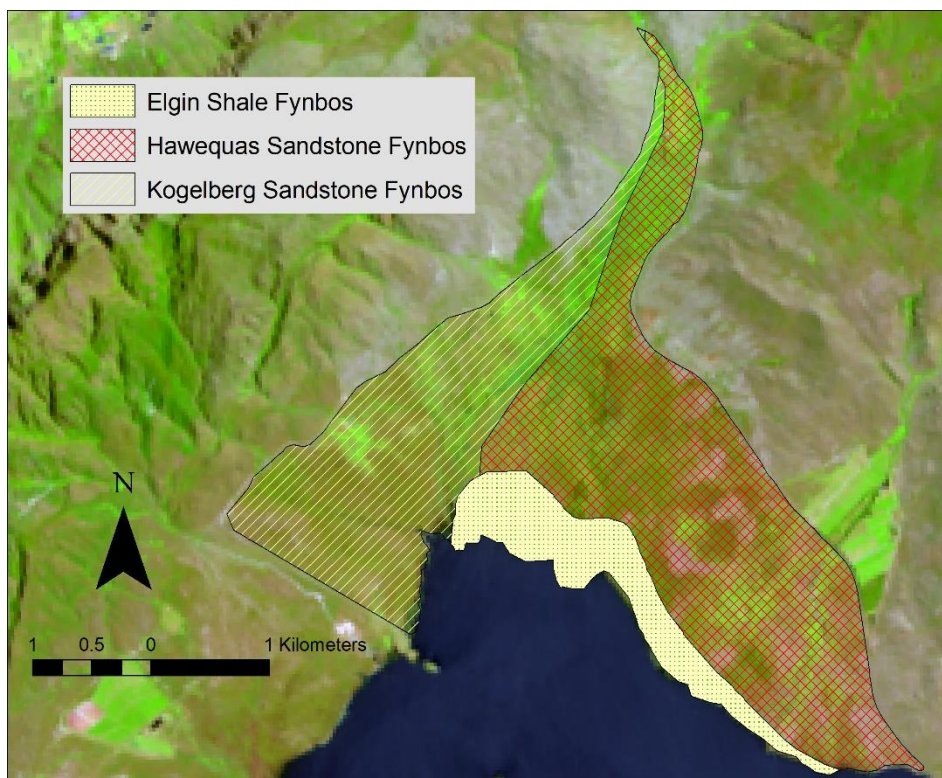 Elgin Shale Fynbos
Hawequas Sandstone Fynbos
Kogelberg Sandstone Fynbos
N
1 0.5 0 1 Kilometers